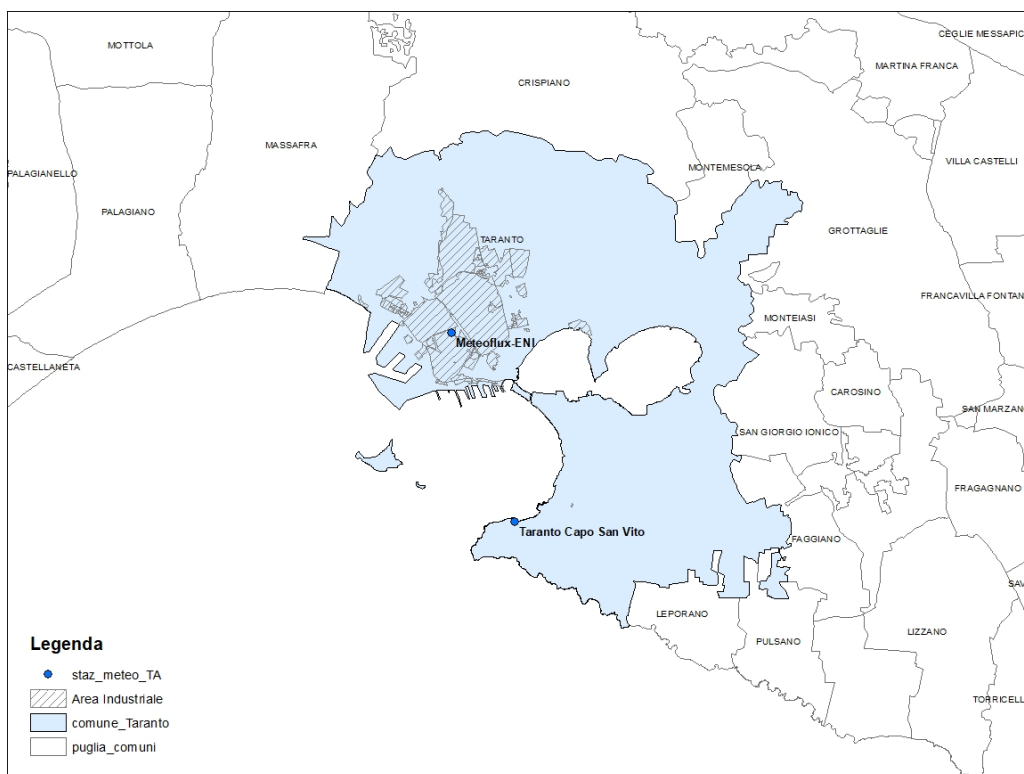 MOTTOLA
CEGLIE MESSAPIC
MARTINA FRANCA
CRISPIANO
MASSAFRA
VILLA CASTELLI
MONTEMESOLA
PALAGIANELLO
PALAGIANO
GROTTAGLIE
TARANTO
FRANCAVILLA FONTAN
MONTEIASI
Meteoflux-ENI
CASTELLANETA
CAROSINO
SAN MARZAN
SAN GIORGIO IONICO
FRAGAGNANO
Taranto Capo San Vito
FAGGIANO
SAV
LEPORANO
LIZZANO
PULSANO
TORRICELL
Legenda
staz_meteo_TA
Area Industriale
comune_Taranto
puglia_comuni